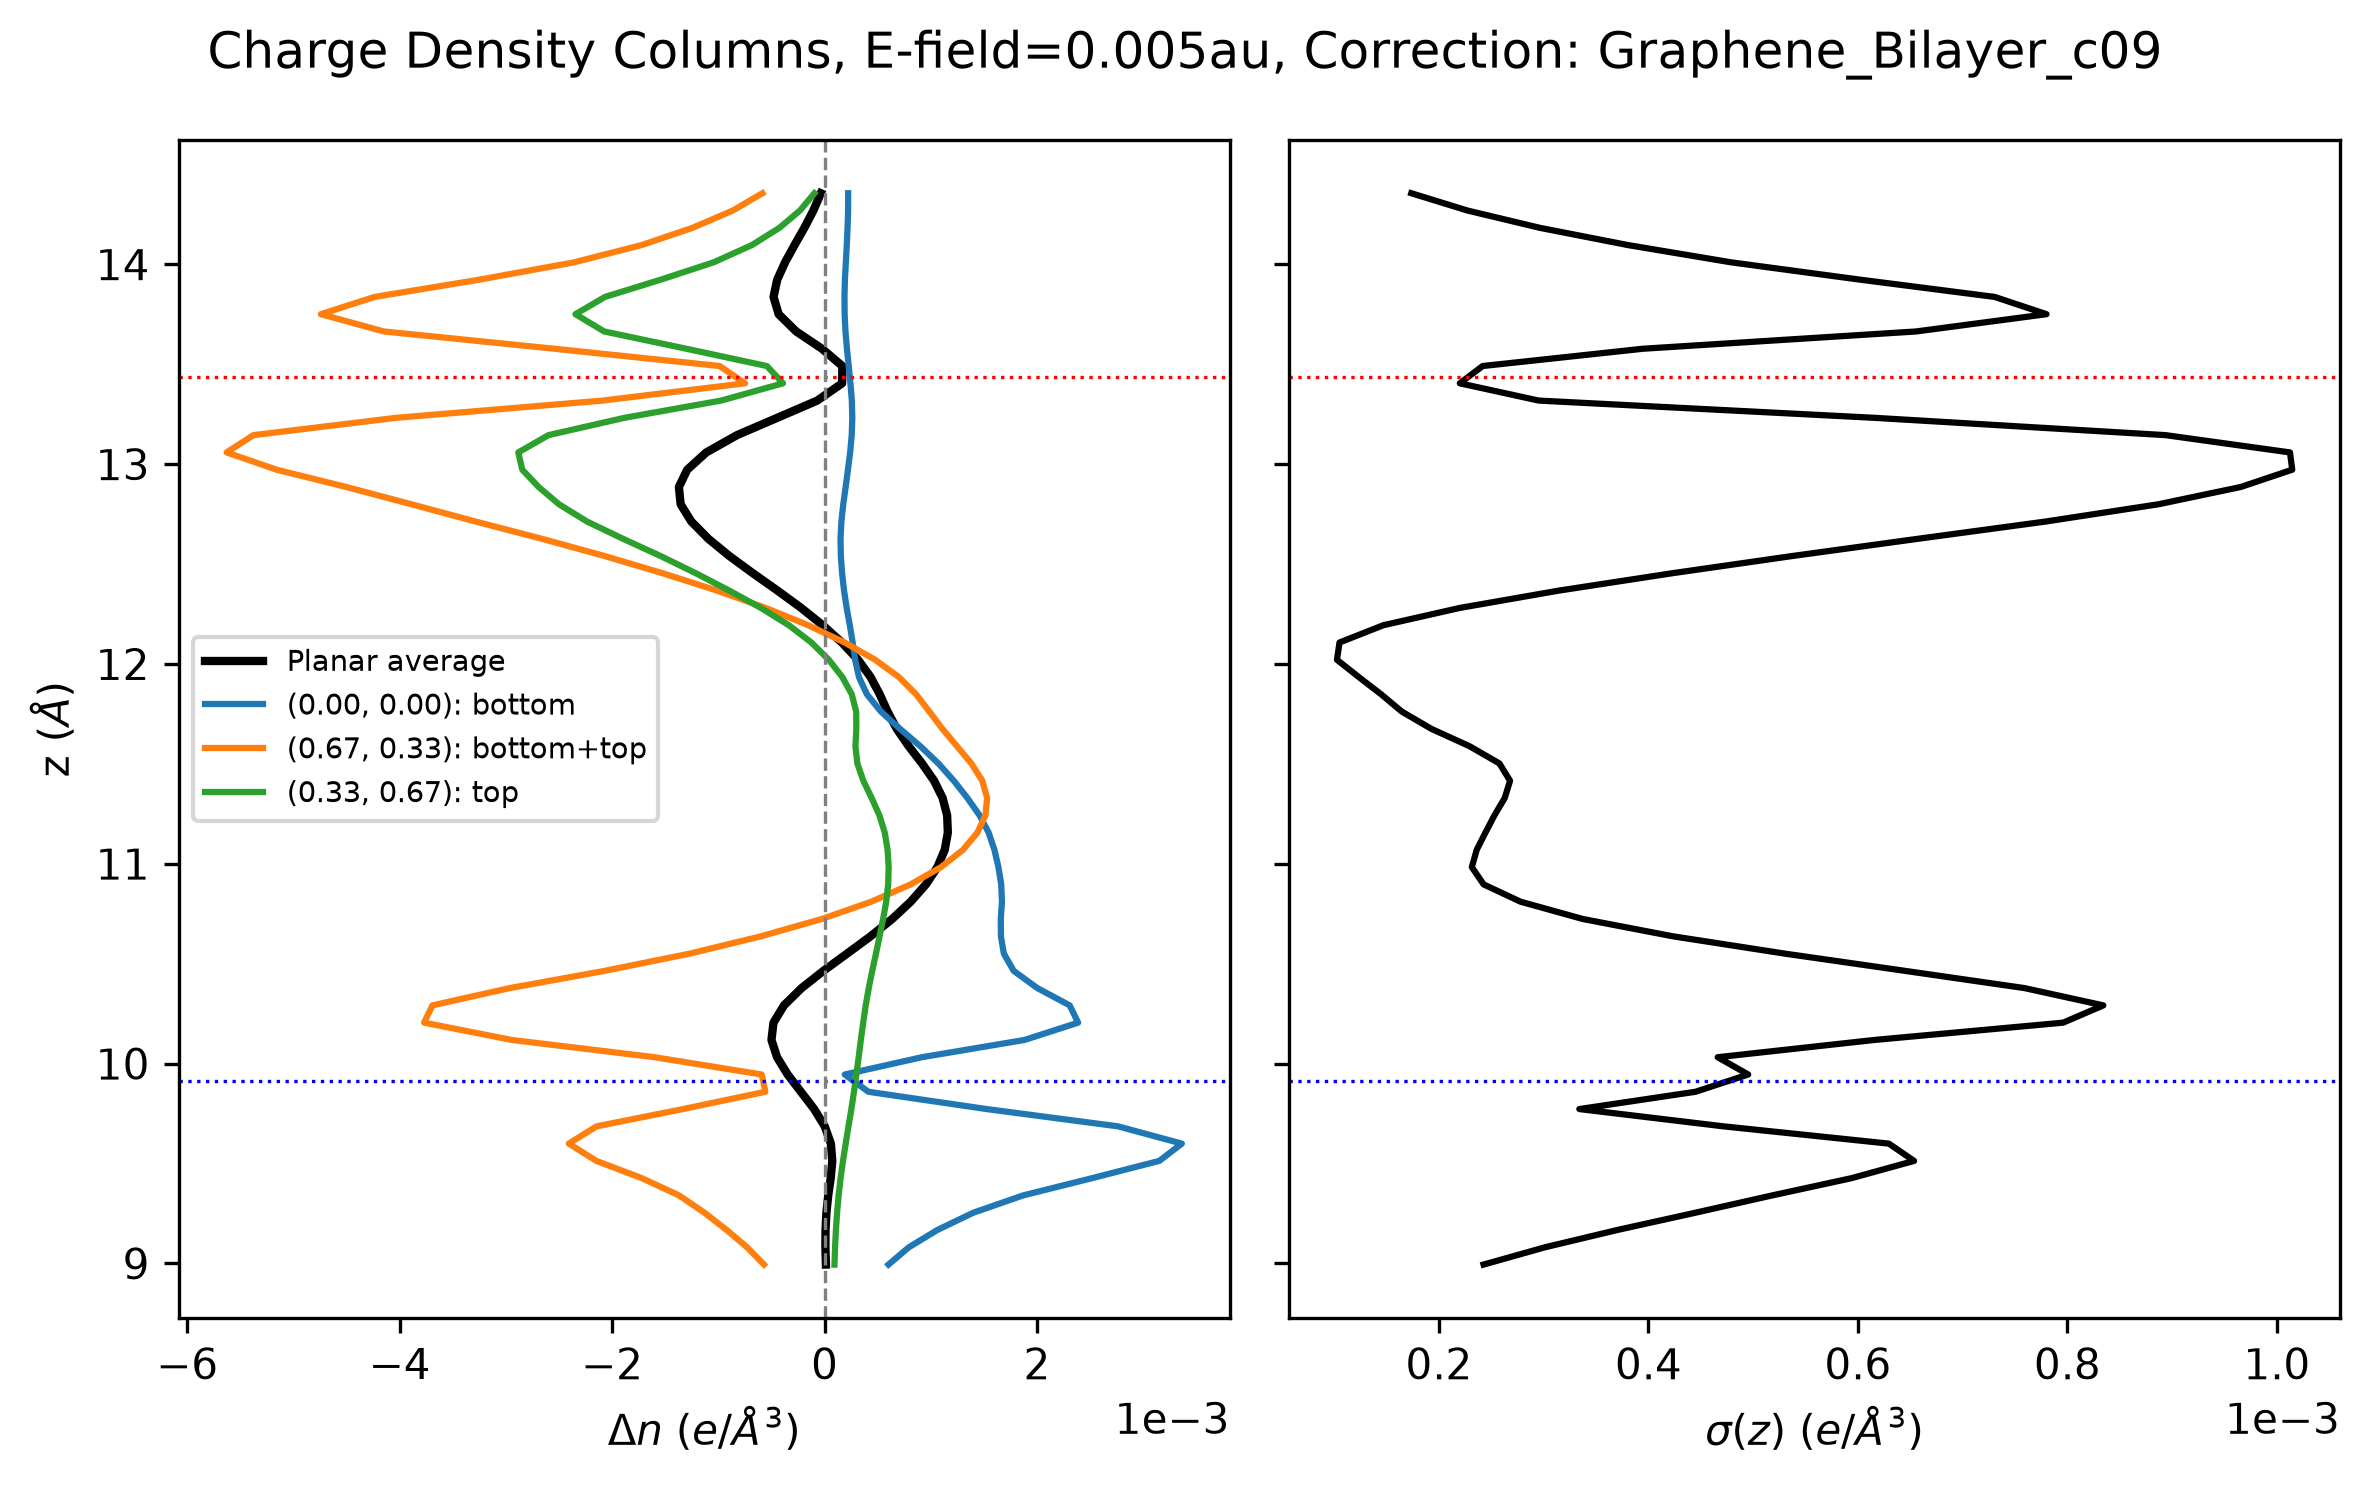 Charge Density Columns, E-field=0.005au, Correction: Graphene_Bilayer_c09
14
13
12
11
10
9
z (Å)
Planar average
(0.00, 0.00): bottom
(0.67, 0.33): bottom+top
(0.33, 0.67): top
−6 −4 −2 0 2
1e−3
Δn (e/Å³)
0.2 0.4 0.6 0.8 1.0
1e−3
σ(z) (e/Å³)